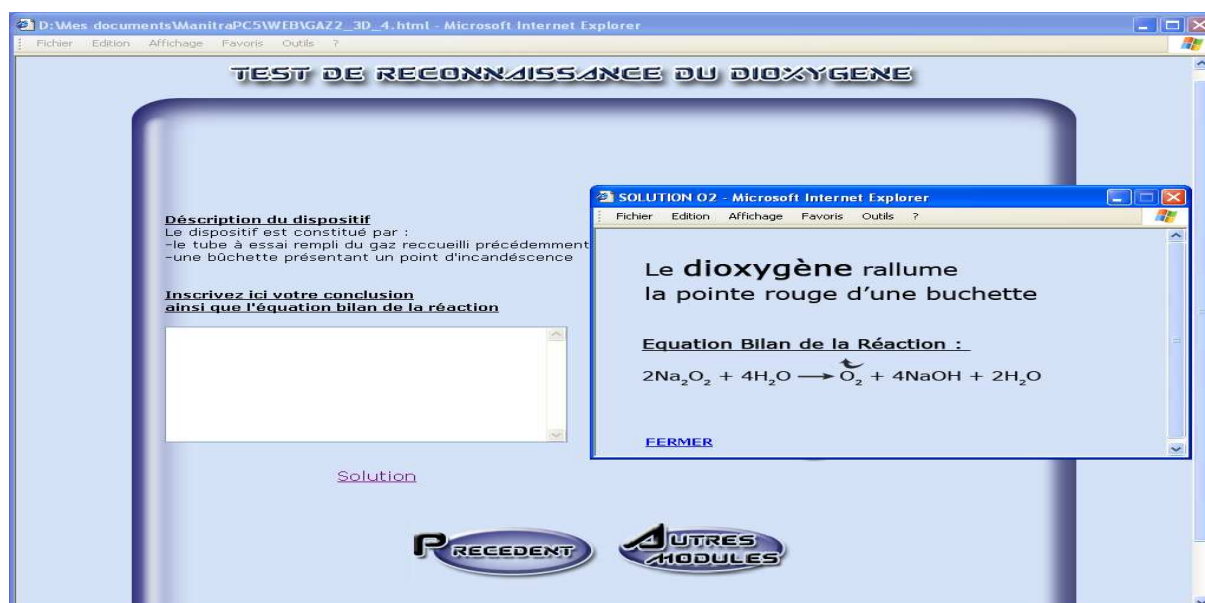 D:\Mes documents\ManitraPC5\WEB\GAZ2_3D_4.html - Microsoft Internet Explorer
Fichier Edition Affichage Favoris Outils ?
TEST DE RECONNAISSANCE DU DIOXYGENE
Déscription du dispositif
Le dispositif est constitué par :
-le tube à essai rempli du gaz reccueilli précédemment
-une bûchette présentant un point d'incandéscence
Inscrivez ici votre conclusion
ainsi que l'équation bilan de la réaction
Solution
SOLUTION O2 - Microsoft Internet Explorer
Fichier Edition Affichage Favoris Outils ?
Le dioxygène rallume
la pointe rouge d'une buchette
Equation Bilan de la Réaction :
2Na₂O₂ + 4H₂O ⟶ O₂ + 4NaOH + 2H₂O
FERMER
PRECEDENT
AUTRES
MODULES